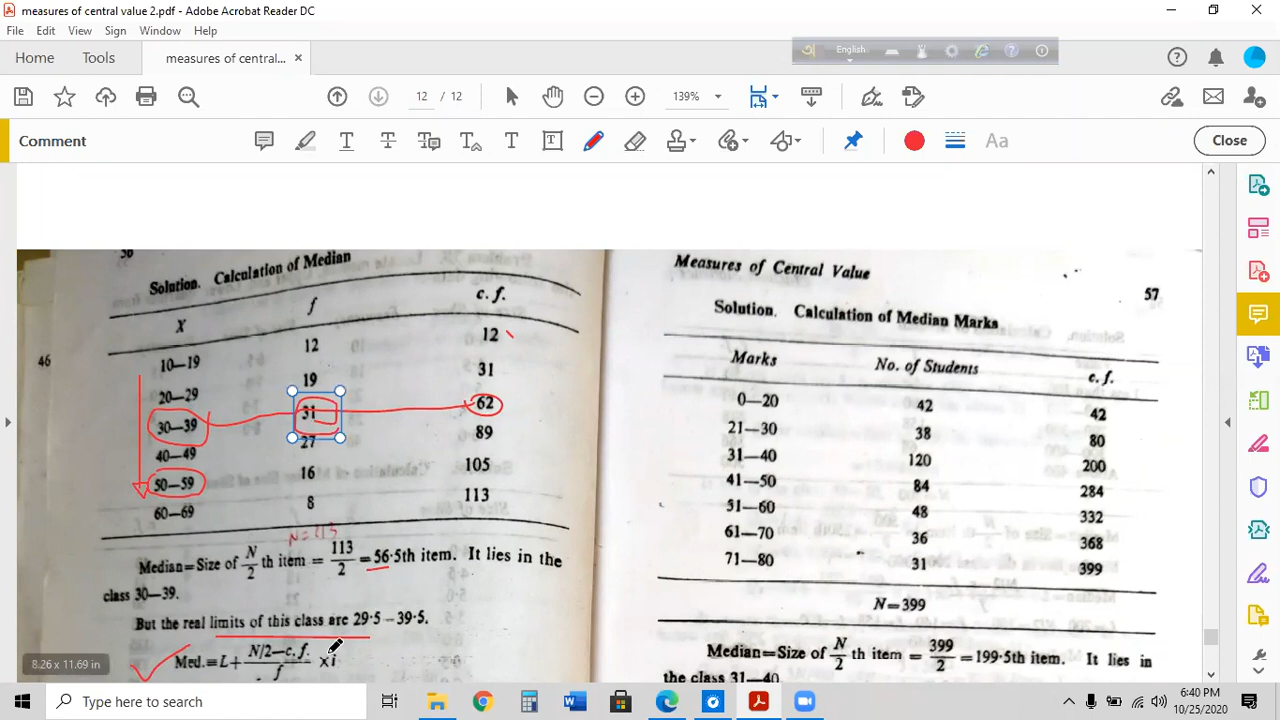 measures of central value 2.pdf - Adobe Acrobat Reader DC
File Edit View Sign Window Help
Home Tools measures of central... ×
English
12 / 12 139%
Comment
Close
Solution. Calculation of Median
X f c. f.
46
10—19 12 12
20—29 19 31
30—39 31 62
40—49 27 89
50—59 16 105
60—69 8 113
N=113
Median=Size of N/2 th item = 113/2 =56·5th item. It lies in the
class 30—39.
But the real limits of this class are 29·5—39·5.
Med.=L+ N/2—c. f./f ×i
Measures of Central Value
57
Solution. Calculation of Median Marks
Marks No. of Students c. f.
0—20 42 42
21—30 38 80
31—40 120 200
41—50 84 284
51—60 48 332
61—70 36 368
71—80 31 399
N=399
Median=Size of N/2 th item = 399/2 =199·5th item. It lies in
the class 31—40.
8.26 x 11.69 in
Type here to search
6:40 PM
10/25/2020